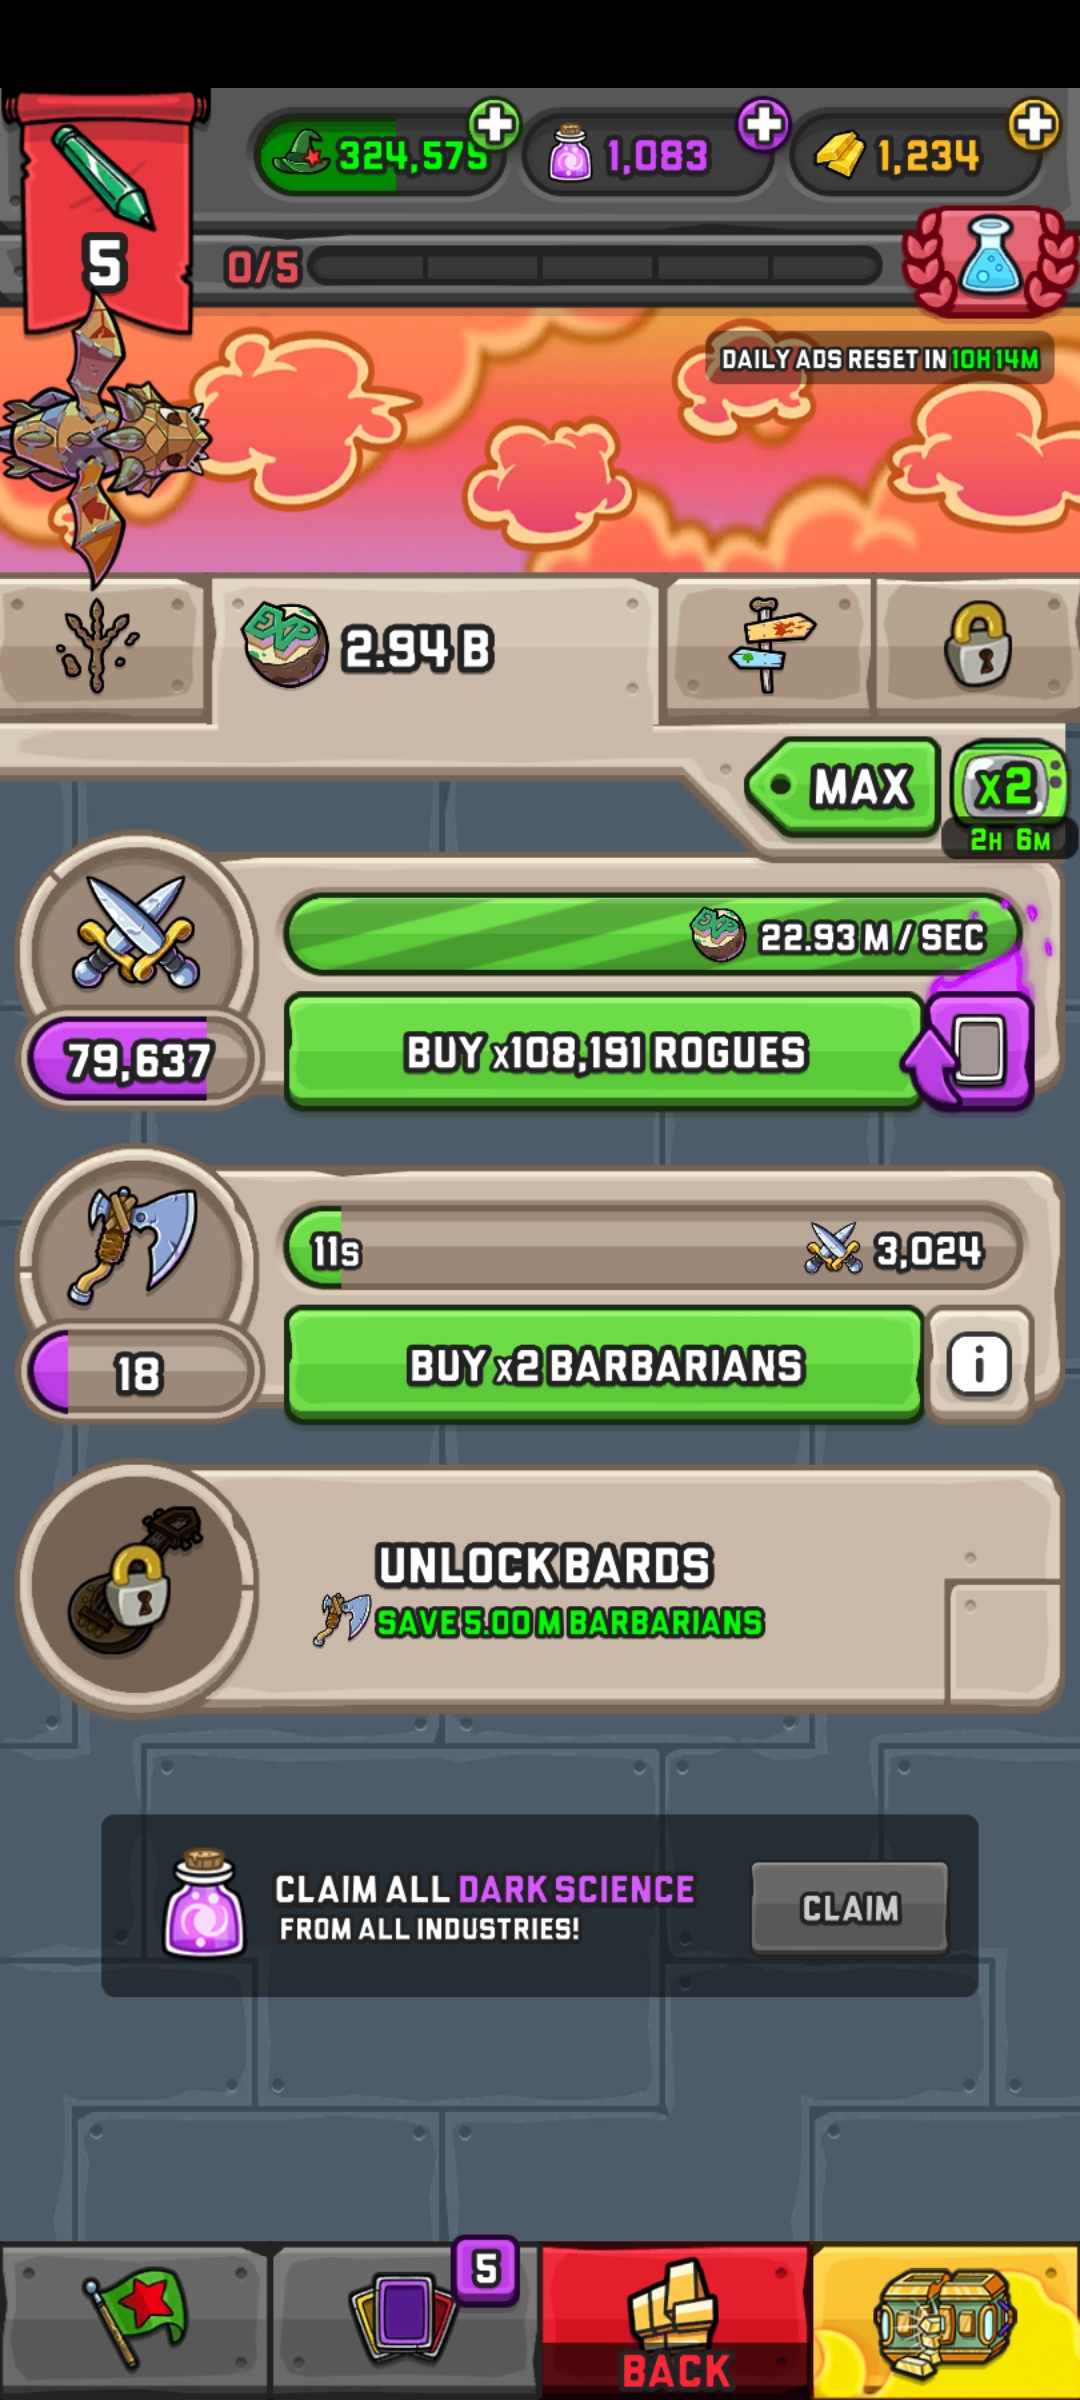 324,575
1,083
1,234
5
0/5
DAILY ADS RESET IN 10H 14M
EXP
2.94 B
MAX
x2
2H 6M
EXP
22.93 M / SEC
79,637
BUY x108,191 ROGUES
11s
3,024
18
BUY x2 BARBARIANS
i
UNLOCK BARDS
SAVE 5.00 M BARBARIANS
CLAIM ALL DARK SCIENCE
FROM ALL INDUSTRIES!
CLAIM
5
BACK